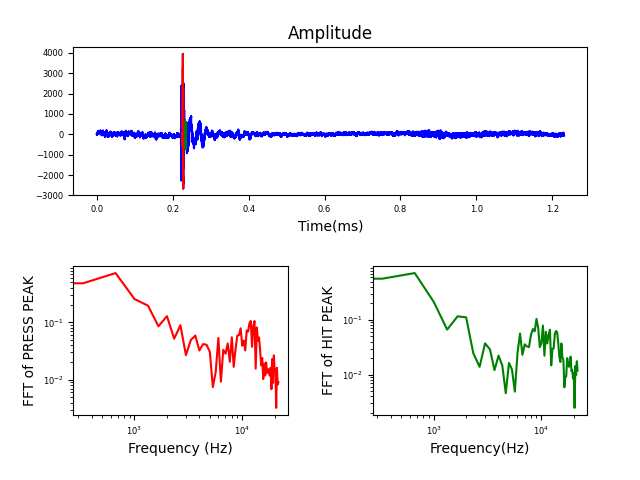 Amplitude
4000
3000
2000
1000
0
−1000
−2000
−3000
0.0 0.2 0.4 0.6 0.8 1.0 1.2
Time(ms)
FFT of PRESS PEAK
10⁻¹
10⁻²
10³ 10⁴
Frequency (Hz)
FFT of HIT PEAK
10⁻¹
10⁻²
10³ 10⁴
Frequency(Hz)